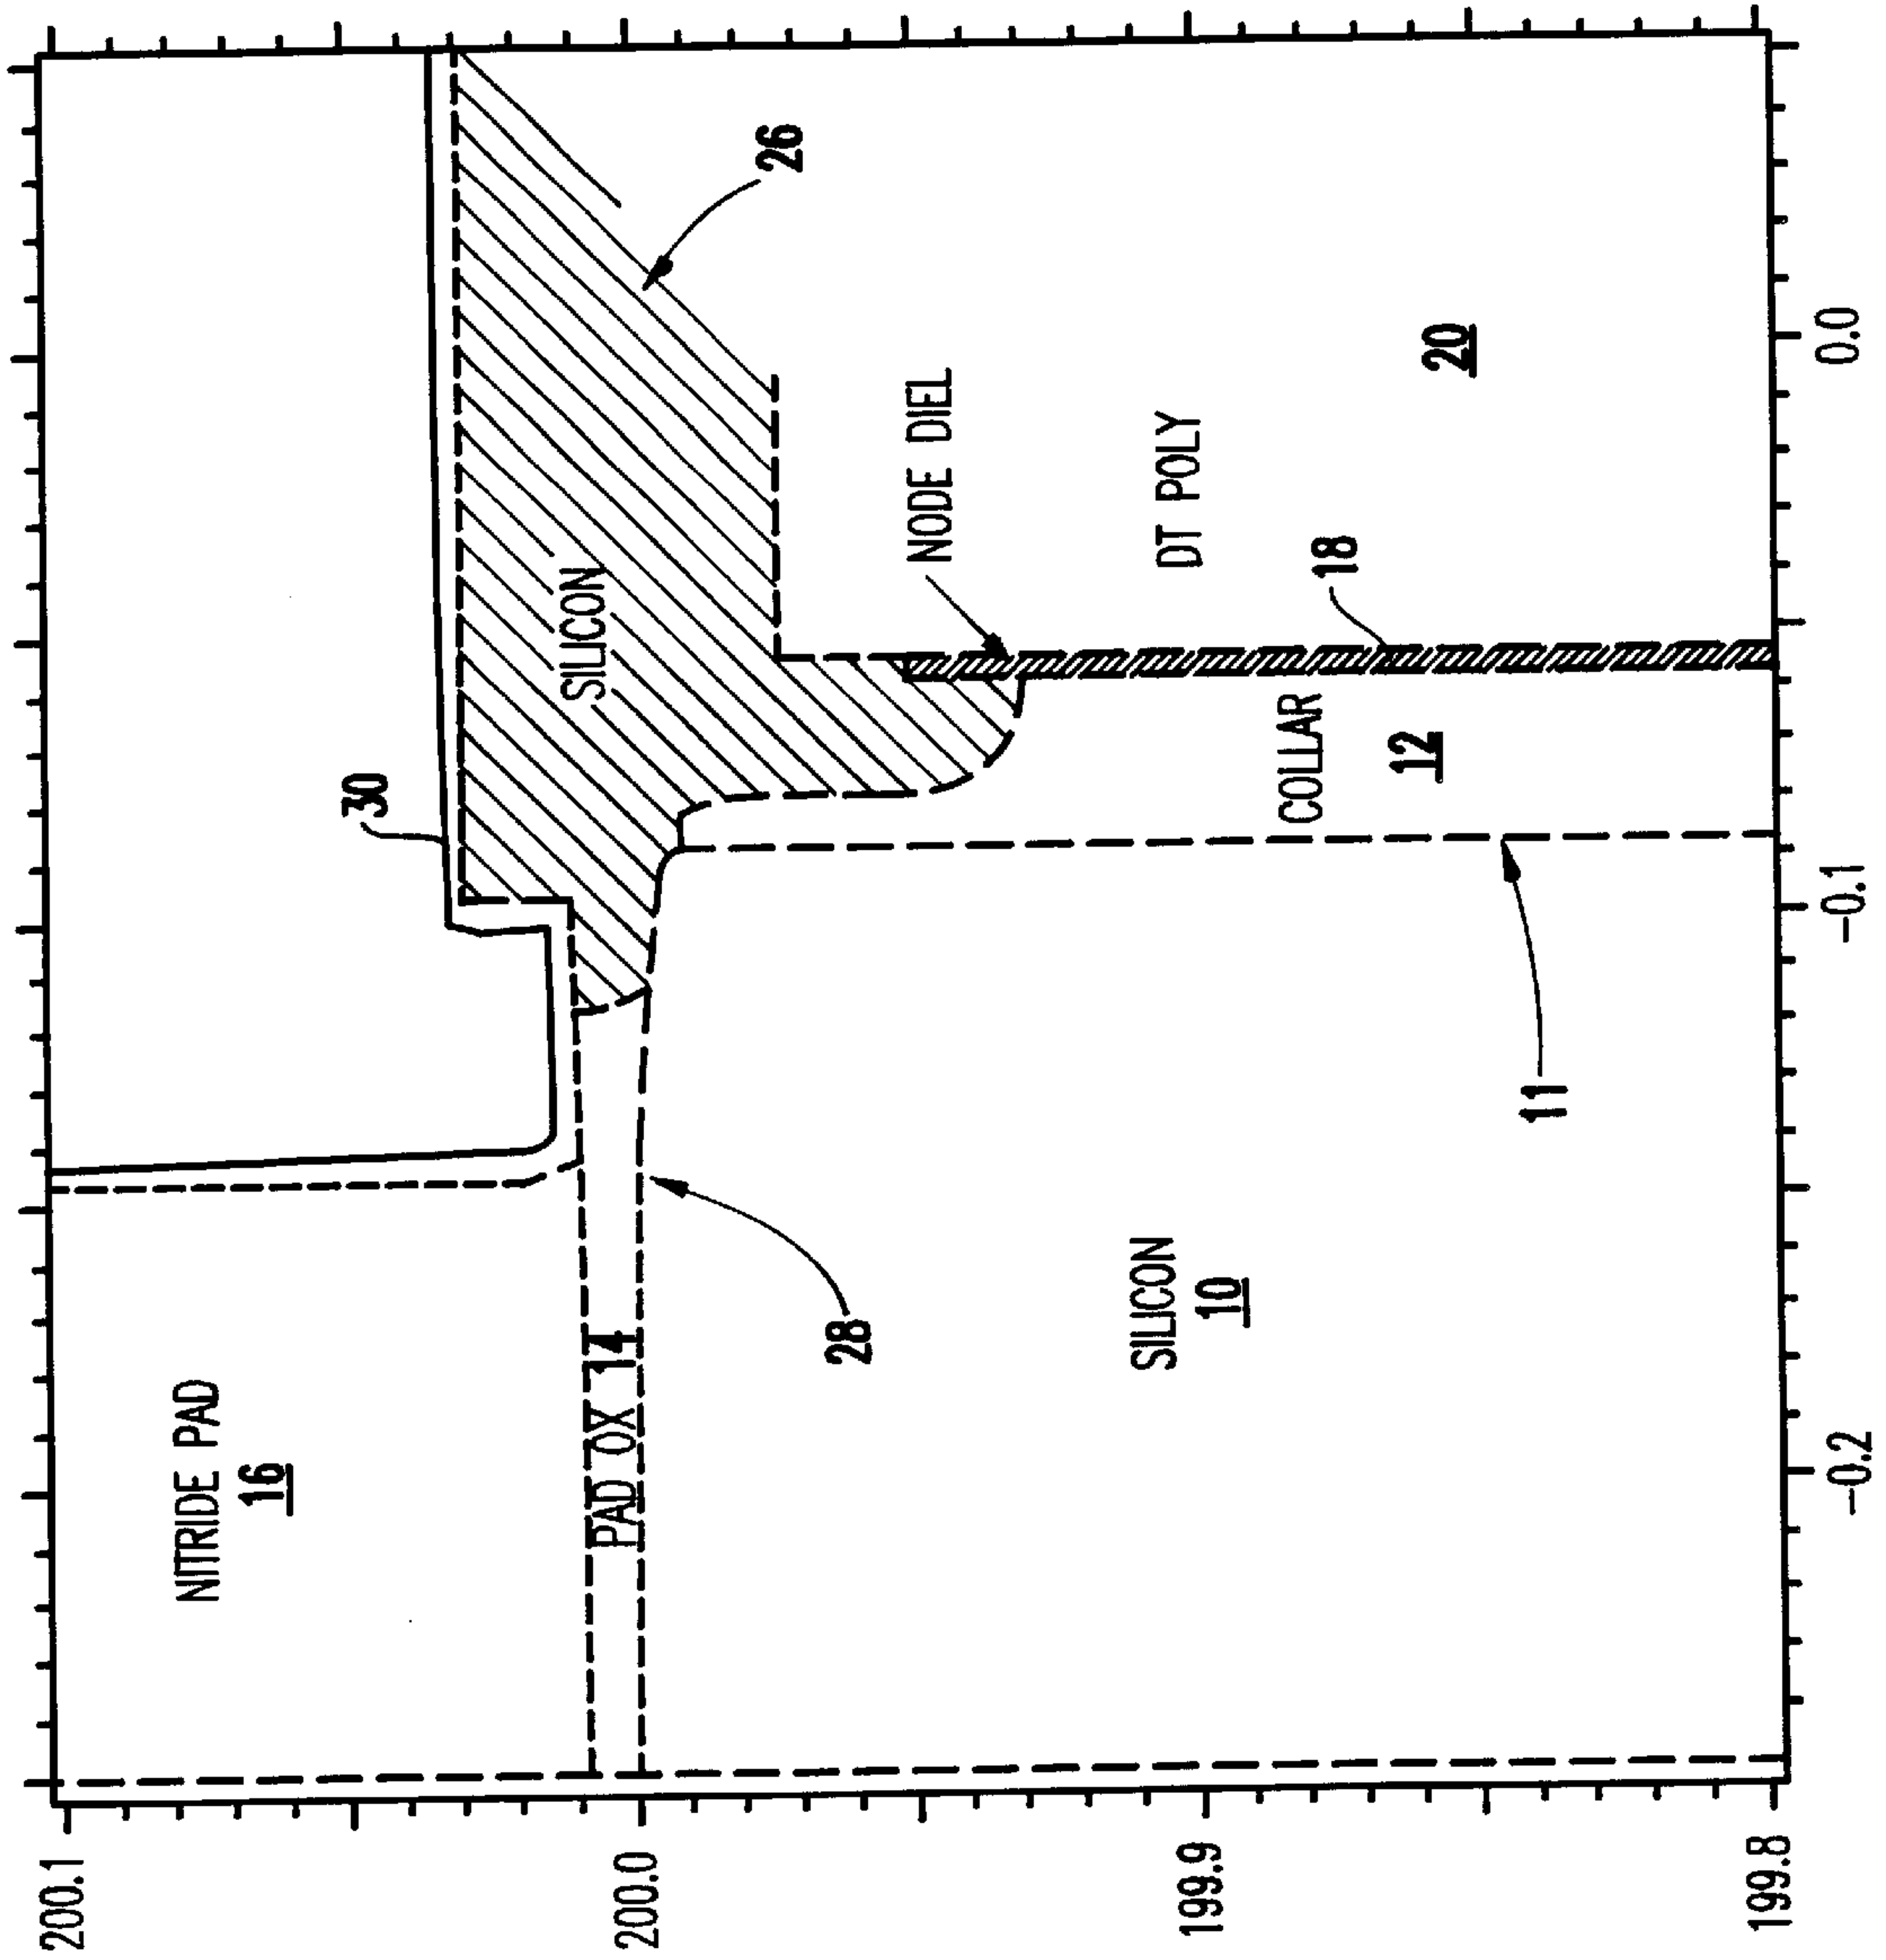 200.1
200.0
199.9
199.8
NITRIDE PAD
16
PAD OX 14
28
SILICON
10
11
30
SILICON
COLLAR
12
18
NODE DIEL
DT POLY
20
26
-0.2
-0.1
0.0